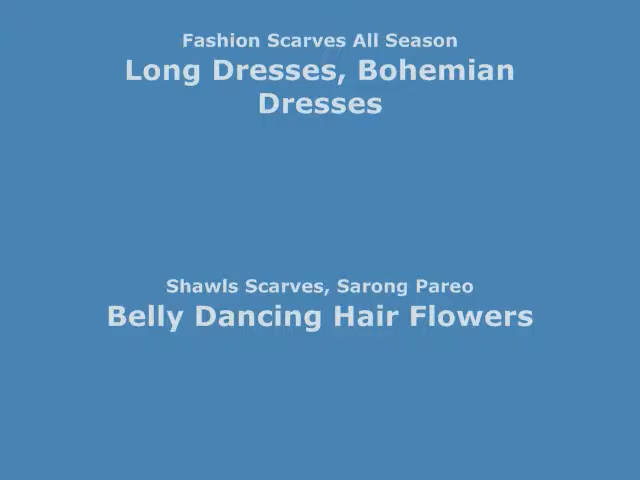 Fashion Scarves All Season
Long Dresses, Bohemian
Dresses
Shawls Scarves, Sarong Pareo
Belly Dancing Hair Flowers